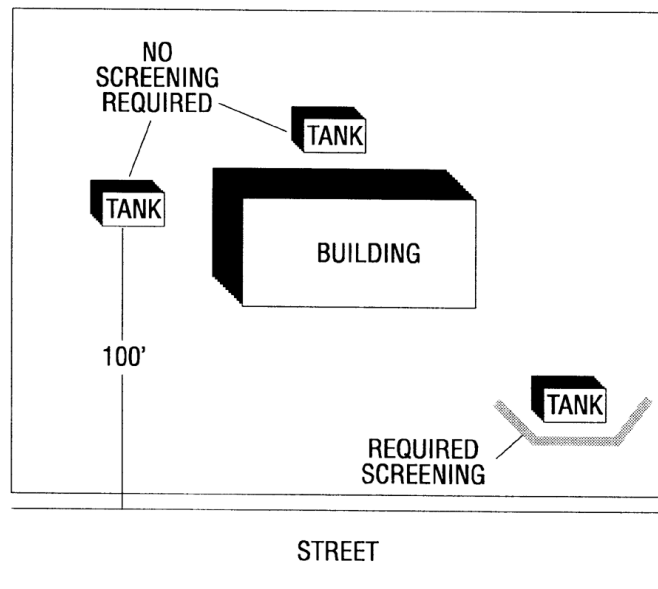 NO
SCREENING
REQUIRED
TANK
TANK
BUILDING
100'
TANK
REQUIRED
SCREENING
STREET